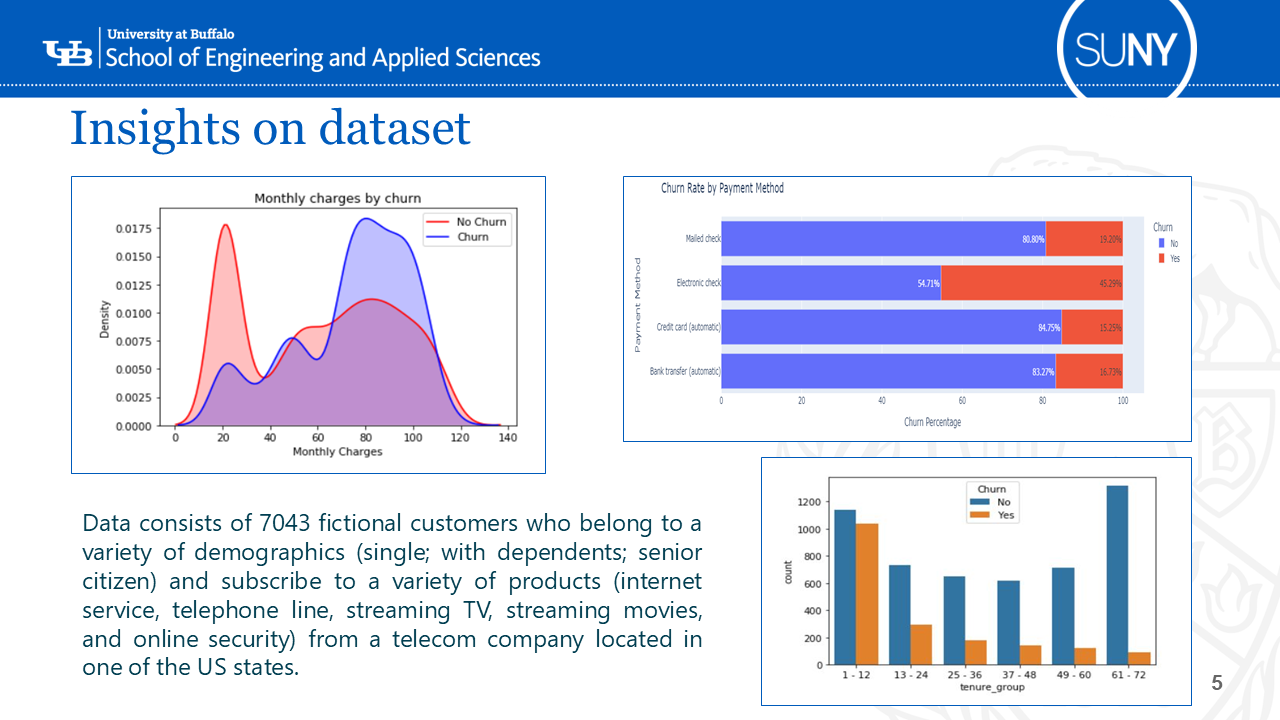 University at Buffalo
UB School of Engineering and Applied Sciences
SUNY
Insights on dataset
Monthly charges by churn
No Churn
Churn
0.0175
0.0150
0.0125
0.0100
0.0075
0.0050
0.0025
0.0000
Density
0 20 40 60 80 100 120 140
Monthly Charges
Churn Rate by Payment Method
Churn
No
Yes
Payment Method
Mailed check 80.80% 19.20%
Electronic check 54.71% 45.29%
Credit card (automatic) 84.75% 15.25%
Bank transfer (automatic) 83.27% 16.73%
0 20 40 60 80 100
Churn Percentage
Data consists of 7043 fictional customers who belong to a
variety of demographics (single; with dependents; senior
citizen) and subscribe to a variety of products (internet
service, telephone line, streaming TV, streaming movies,
and online security) from a telecom company located in
one of the US states.
Churn
No
Yes
1200
1000
800
600
400
200
0
count
1 - 12 13 - 24 25 - 36 37 - 48 49 - 60 61 - 72
tenure_group
5
B